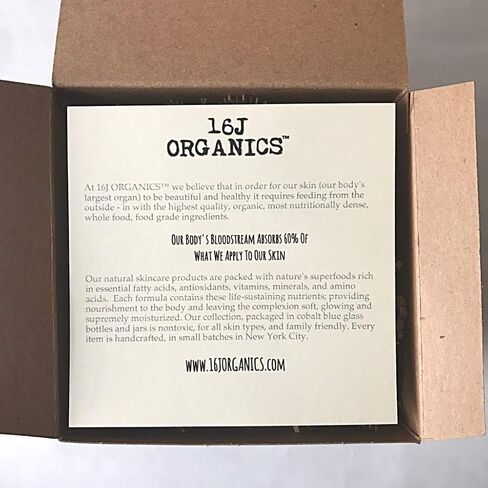 16J
ORGANICS™
At 16J ORGANICS™ we believe that in order for our skin (our body's
largest organ) to be beautiful and healthy it requires feeding from the
outside - in with the highest quality, organic, most nutritionally dense,
whole food, food grade ingredients.
Our Body's Bloodstream Absorbs 60% Of
What We Apply To Our Skin
Our natural skincare products are packed with nature's superfoods rich
in essential fatty acids, antioxidants, vitamins, minerals, and amino
acids. Each formula contains these life-sustaining nutrients; providing
nourishment to the body and leaving the complexion soft, glowing and
supremely moisturized. Our collection, packaged in cobalt blue glass
bottles and jars is nontoxic, for all skin types, and family friendly. Every
item is handcrafted, in small batches in New York City.
www.16jorganics.com